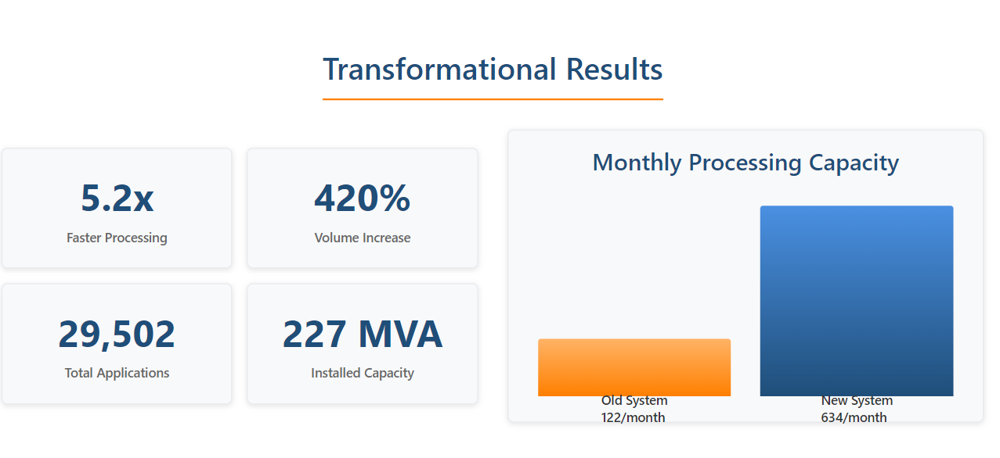 Transformational Results
5.2x
Faster Processing
420%
Volume Increase
29,502
Total Applications
227 MVA
Installed Capacity
Monthly Processing Capacity
Old System
122/month
New System
634/month